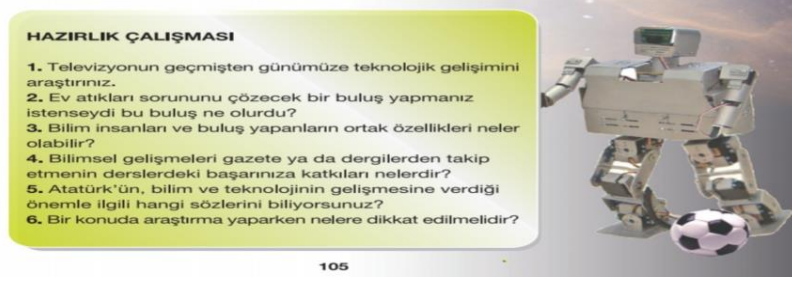 HAZIRLIK ÇALIŞMASI
1. Televizyonun geçmişten günümüze teknolojik gelişimini
araştırınız.
2. Ev atıkları sorununu çözecek bir buluş yapmanız
istenseydi bu buluş ne olurdu?
3. Bilim insanları ve buluş yapanların ortak özellikleri neler
olabilir?
4. Bilimsel gelişmeleri gazete ya da dergilerden takip
etmenin derslerdeki başarınıza katkıları nelerdir?
5. Atatürk'ün, bilim ve teknolojinin gelişmesine verdiği
önemle ilgili hangi sözlerini biliyorsunuz?
6. Bir konuda araştırma yaparken nelere dikkat edilmelidir?
105